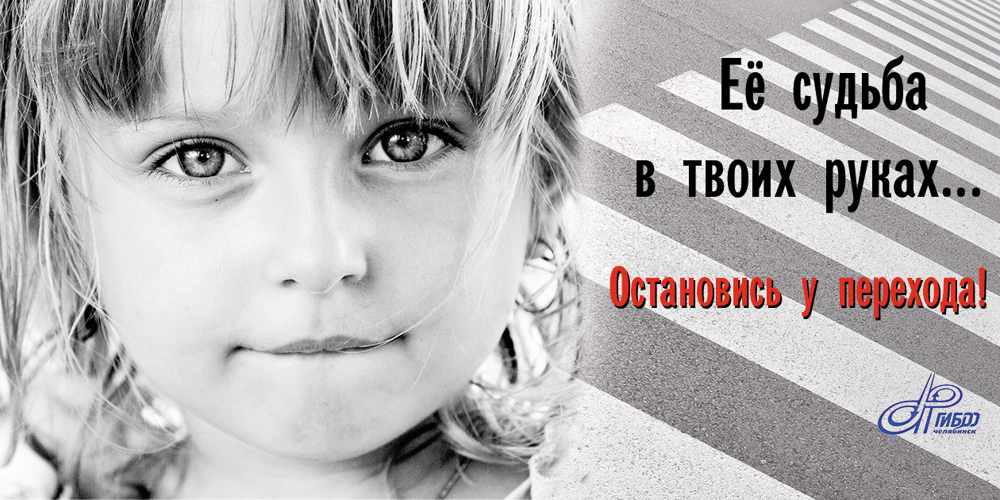 Её судьба
в твоих руках...
Остановись у перехода!
ГИБДД
челябинск